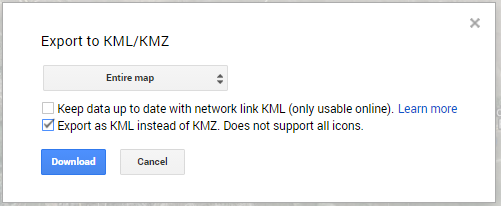 Export to KML/KMZ
Entire map
Keep data up to date with network link KML (only usable online). Learn more
Export as KML instead of KMZ. Does not support all icons.
Download Cancel